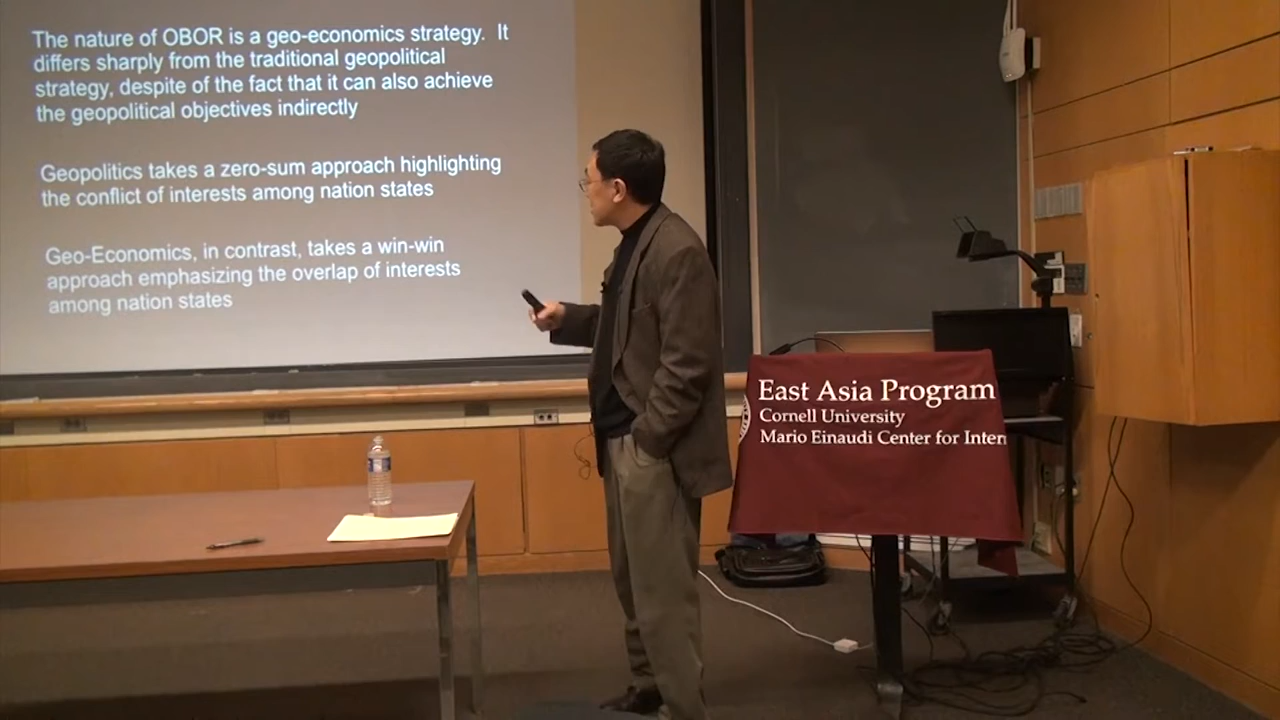 The nature of OBOR is a geo-economics strategy. It
differs sharply from the traditional geopolitical
strategy, despite of the fact that it can also achieve
the geopolitical objectives indirectly
Geopolitics takes a zero-sum approach highlighting
the conflict of interests among nation states
Geo-Economics, in contrast, takes a win-win
approach emphasizing the overlap of interests
among nation states
East Asia Program
Cornell University
Mario Einaudi Center for Inter